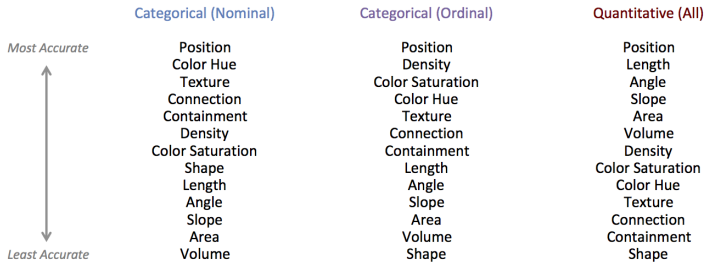 Categorical (Nominal) Categorical (Ordinal) Quantitative (All)
Most Accurate Position Position Position
Color Hue Density Length
Texture Color Saturation Angle
Connection Color Hue Slope
Containment Texture Area
Density Connection Volume
Color Saturation Containment Density
Shape Length Color Saturation
Length Angle Color Hue
Angle Slope Texture
Slope Area Connection
Area Volume Containment
Least Accurate Volume Shape Shape